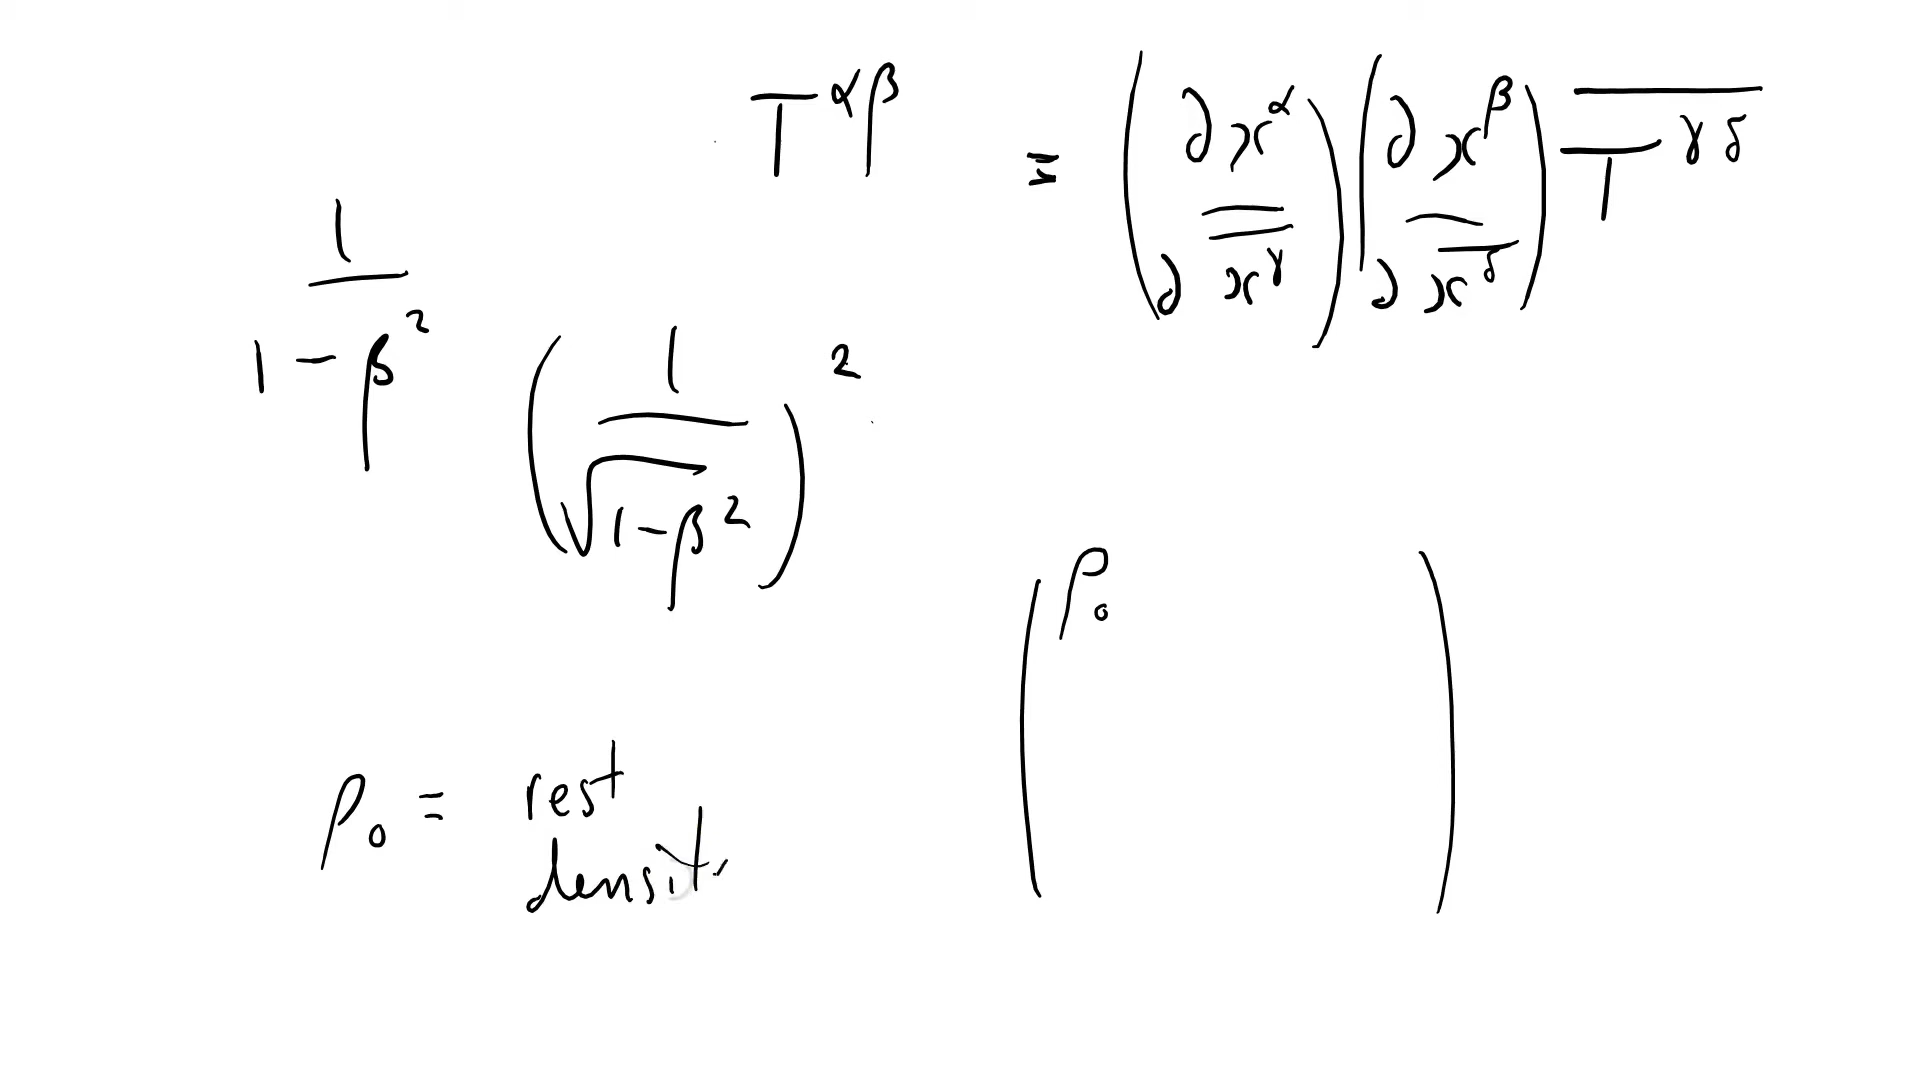 T^{αβ} = (∂x^α / ∂x̄^γ) (∂x^β / ∂x̄^δ) T̄^{γδ}
1 / (1 - β²)
(1 / √(1-β²))²
(ρ₀ )
ρ₀ = rest
densit